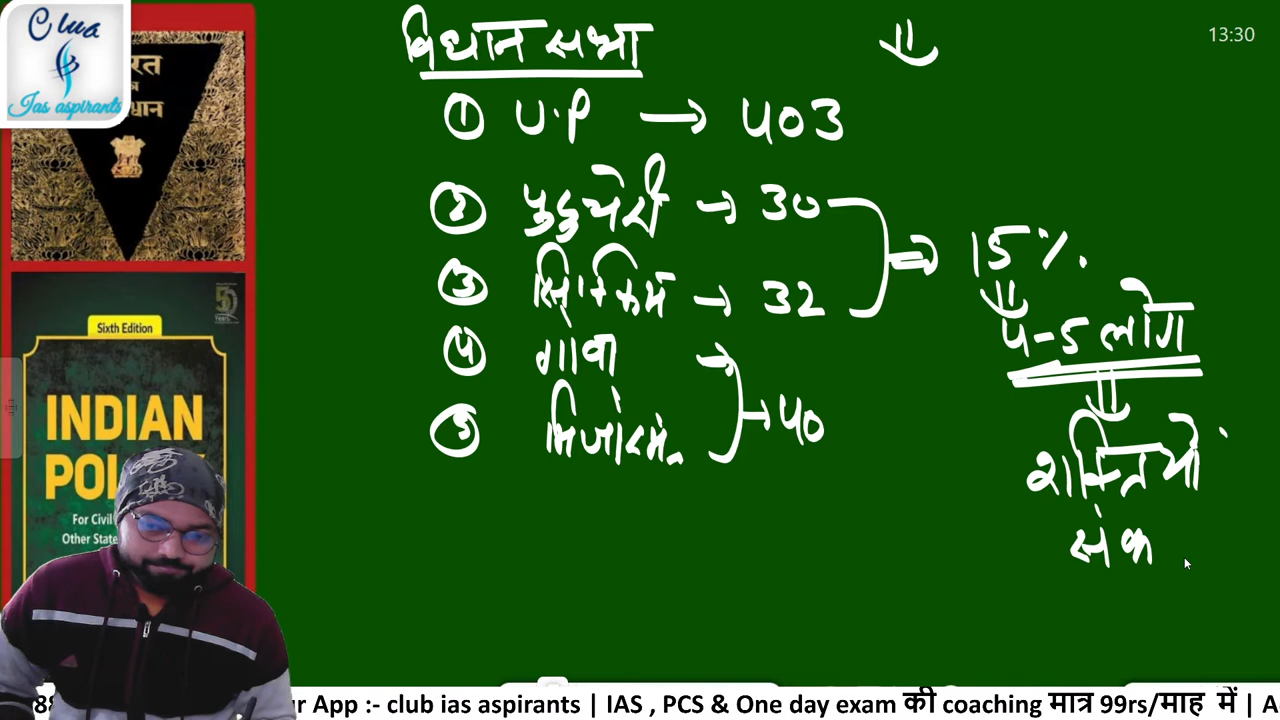 Clua
Ias aspirants
13:30
विधान सभा
① U.P → 403
② पुडुचेरी → 30
③ सिक्किम → 32
④ गोवा →
⑤ मिजोरम. → 40
⇒ 15%.
4-5 लोग
शक्तियों
संक
Sixth Edition
INDIAN
For Civil
Other State
ur App :- club ias aspirants | IAS , PCS & One day exam की coaching मात्र 99rs/माह में | A